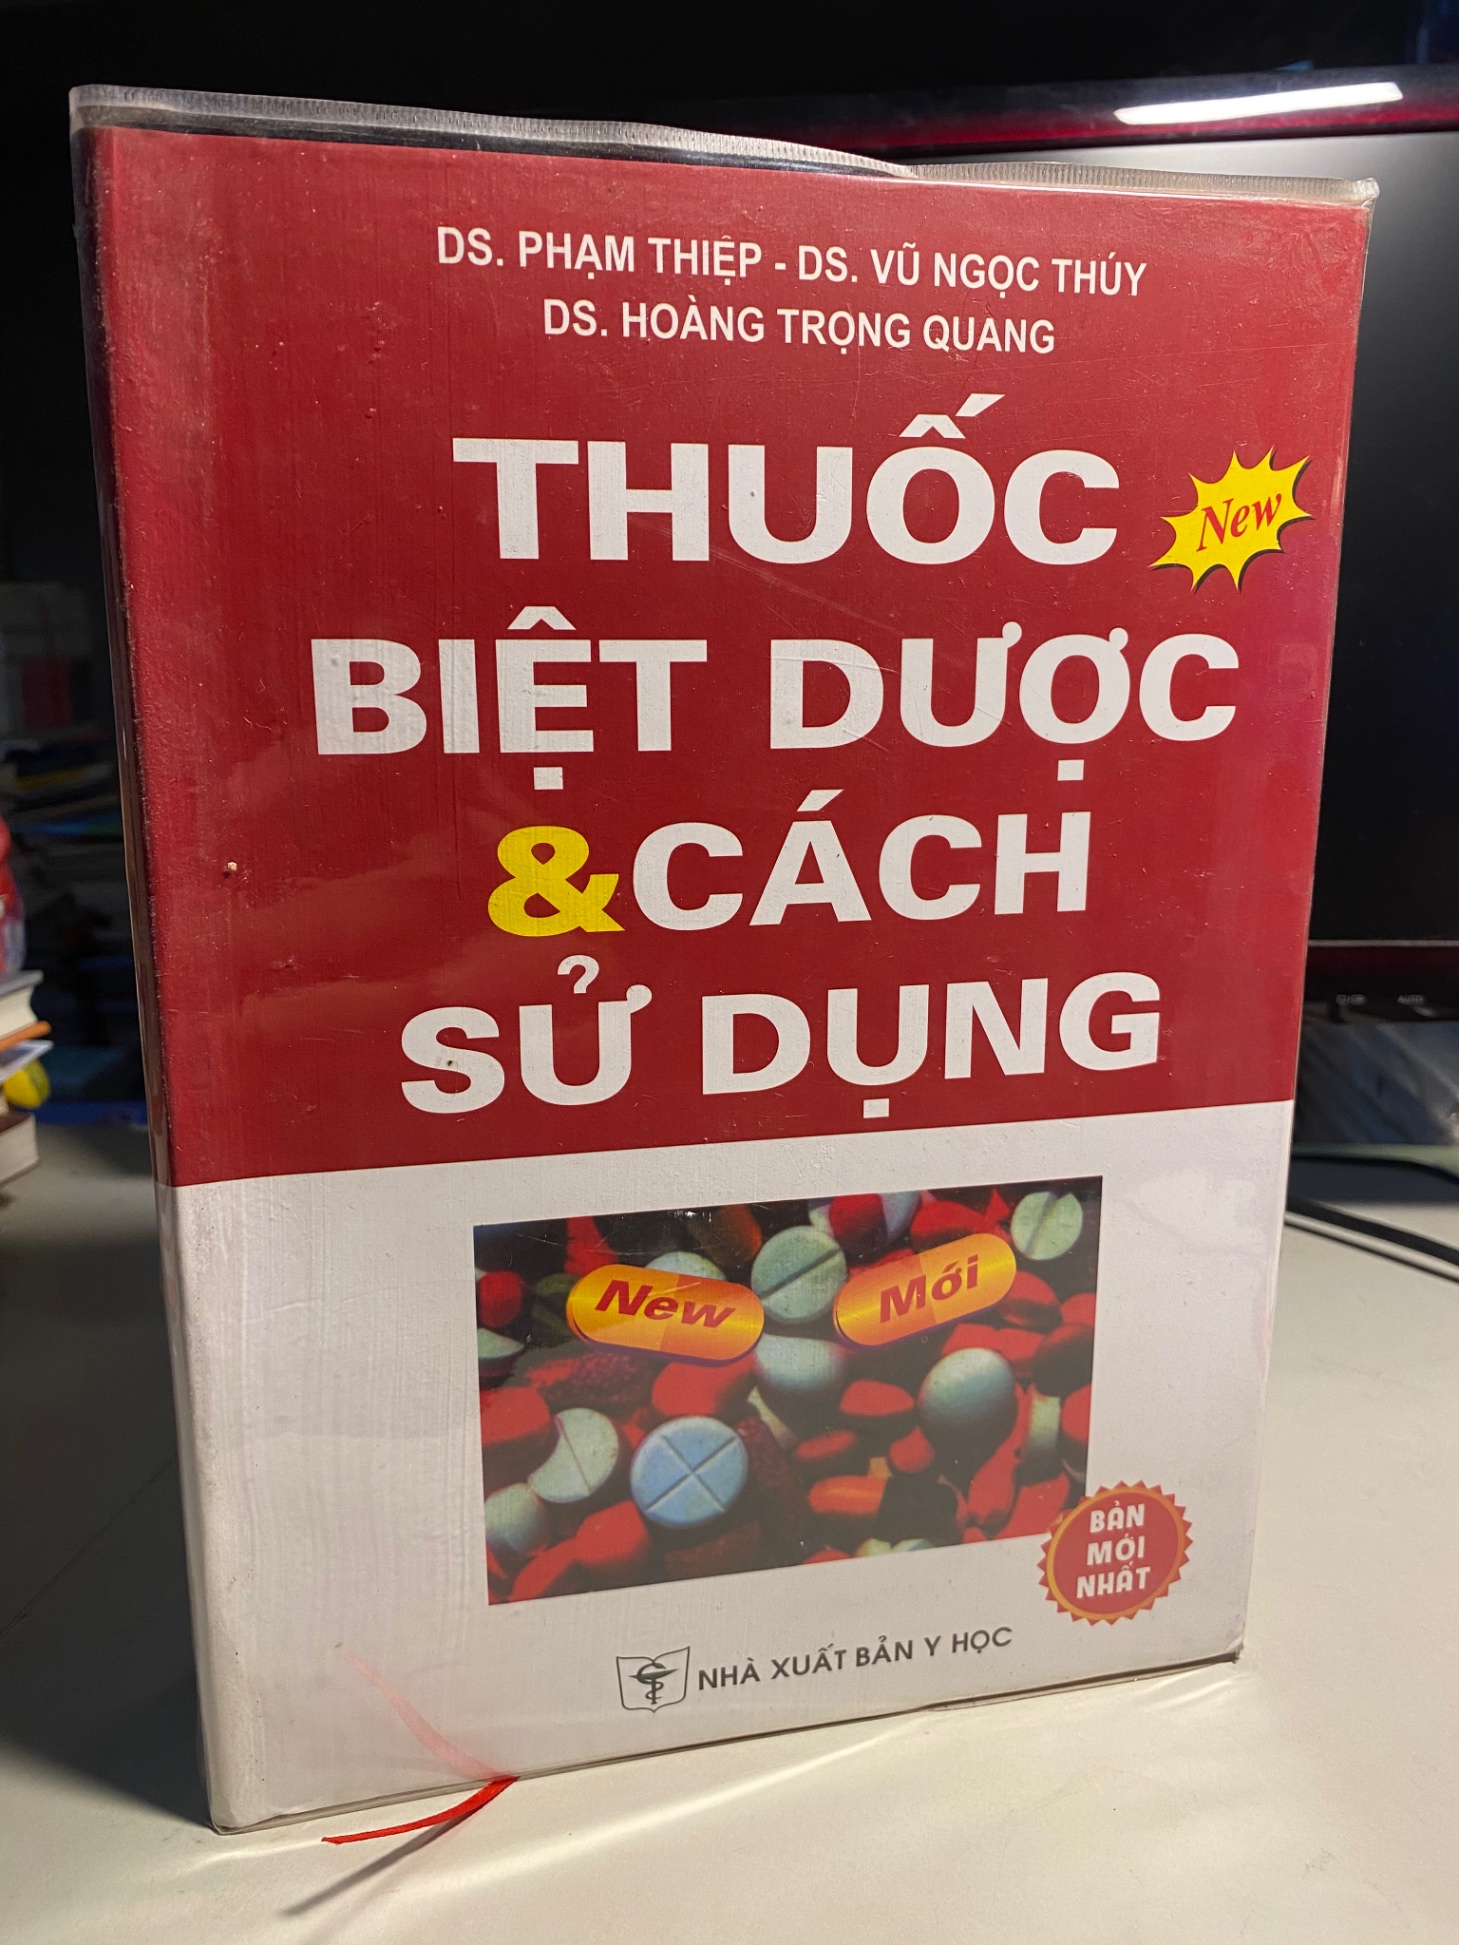 DS. PHẠM THIỆP - DS. VŨ NGỌC THÚY
DS. HOÀNG TRỌNG QUANG
THUỐC
New
BIỆT DƯỢC
&CÁCH
SỬ DỤNG
New
Mới
BẢN
MỚI
NHẤT
NHÀ XUẤT BẢN Y HỌC
AUTO